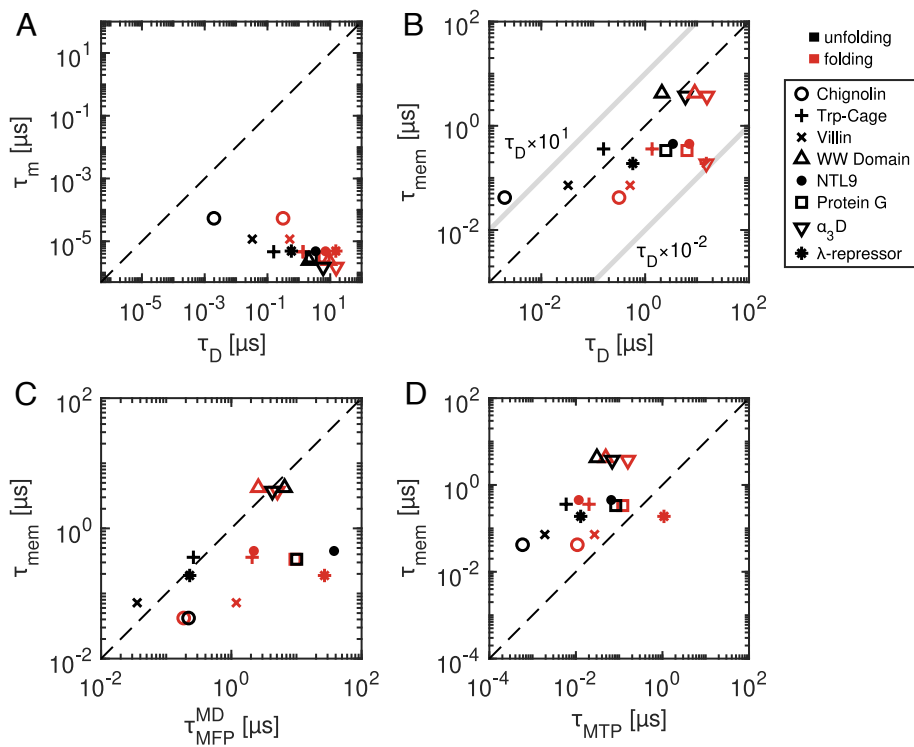 A
τm [µs]
10^1
10^-1
10^-3
10^-5
10^-5
10^-3
10^-1
10^1
τD [µs]
B
τmem [µs]
10^2
10^0
10^-2
10^-2
10^0
10^2
τD [µs]
τD×10^1
τD×10^-2
unfolding
folding
Chignolin
Trp-Cage
Villin
WW Domain
NTL9
Protein G
α3D
λ-repressor
C
τmem [µs]
10^2
10^0
10^-2
10^-2
10^0
10^2
τMFP^MD [µs]
D
τmem [µs]
10^2
10^0
10^-2
10^-4
10^-4
10^-2
10^0
10^2
τMTP [µs]